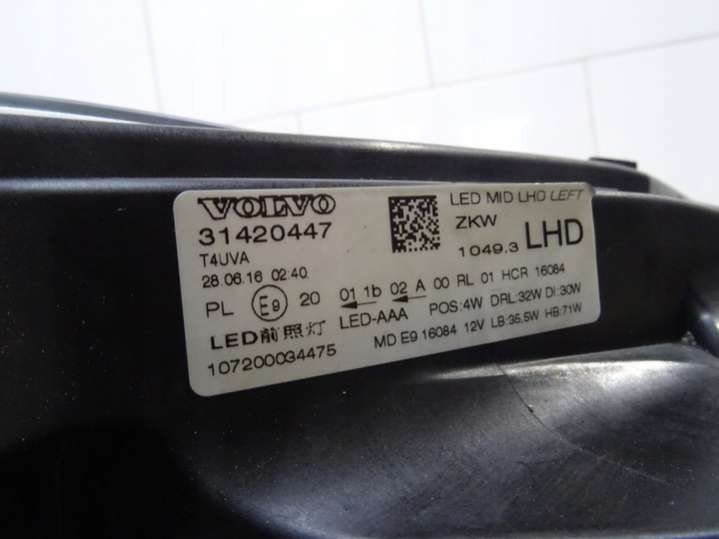 VOLVO
31420447
T4UVA
28.06.16 02:40
LED MID LHD LEFT
ZKW
1049.3 LHD
PL E9 20 01 1b 02 A 00 RL 01 HCR 16084
LED前照灯 LED-AAA POS:4W DRL:32W DI:30W
107200034475 MD E9 16084 12V LB:35,5W HB:71W